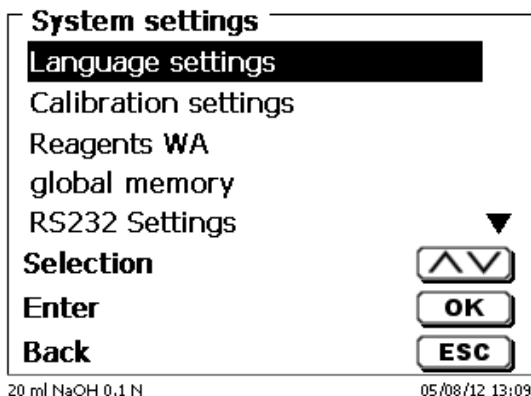 System settings
Language settings
Calibration settings
Reagents WA
global memory
RS232 Settings
Selection
Enter OK
Back ESC
20 ml NaOH 0.1 N 05/08/12 13:09